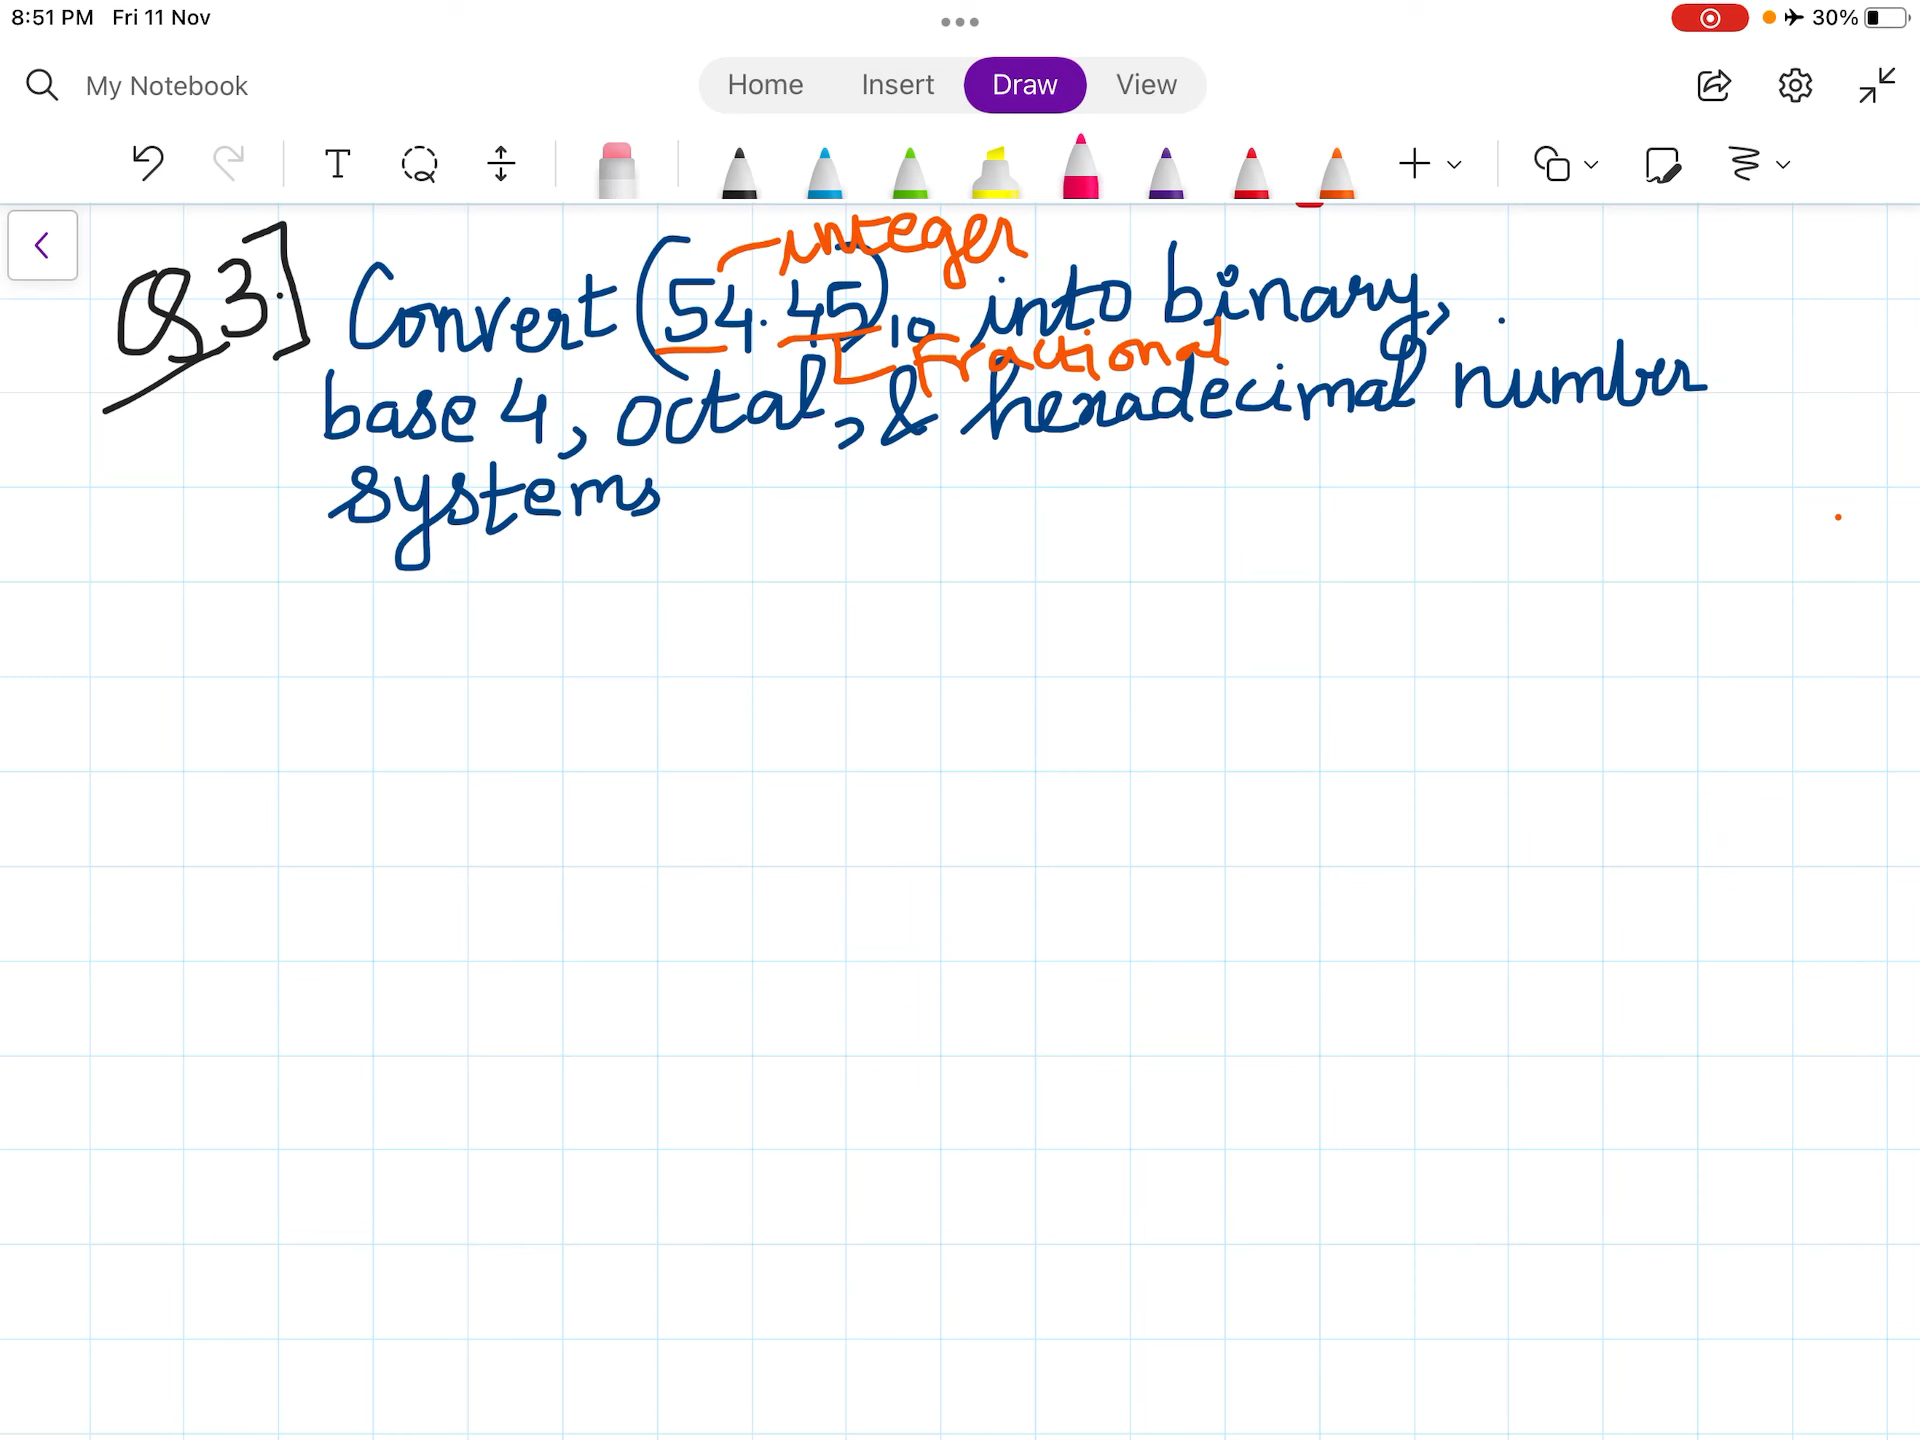 8:51 PM Fri 11 Nov
30%
My Notebook
Home Insert Draw View
T
integer
Q3] Convert (54.45)10 into binary,
Fractional
base 4, octal, & hexadecimal number
systems